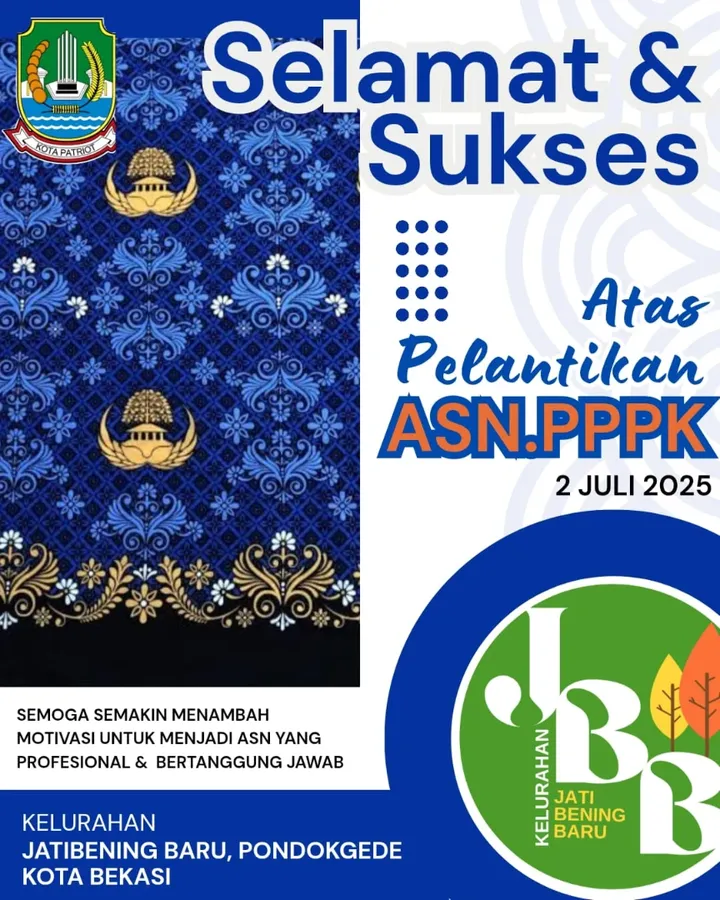 KOTA PATRIOT
Selamat &
Sukses
Atas
Pelantikan
ASN.PPPK
2 JULI 2025
SEMOGA SEMAKIN MENAMBAH
MOTIVASI UNTUK MENJADI ASN YANG
PROFESIONAL & BERTANGGUNG JAWAB
KELURAHAN
JATIBENING BARU, PONDOKGEDE
KOTA BEKASI
JBB
KELURAHAN
JATI
BENING
BARU